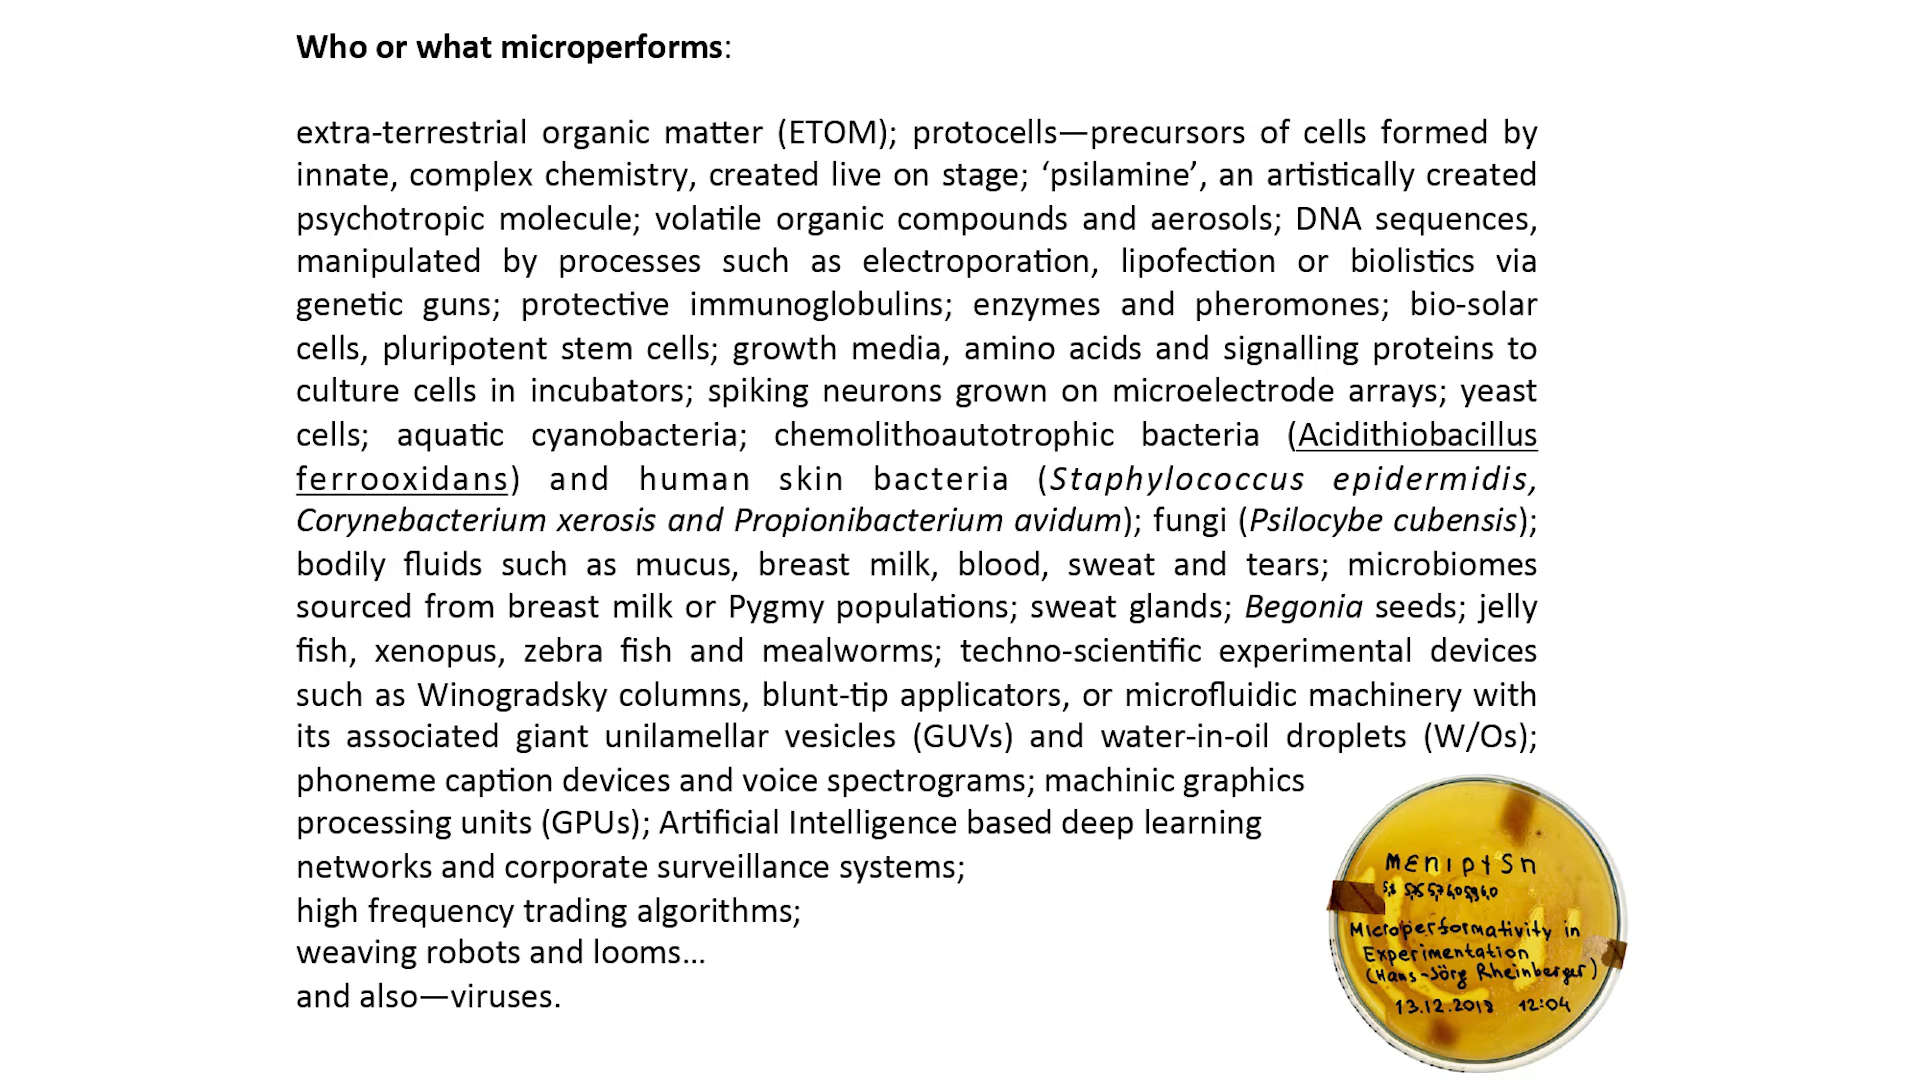 Who or what microperforms:
extra-terrestrial organic matter (ETOM); protocells—precursors of cells formed by
innate, complex chemistry, created live on stage; ‘psilamine’, an artistically created
psychotropic molecule; volatile organic compounds and aerosols; DNA sequences,
manipulated by processes such as electroporation, lipofection or biolistics via
genetic guns; protective immunoglobulins; enzymes and pheromones; bio-solar
cells, pluripotent stem cells; growth media, amino acids and signalling proteins to
culture cells in incubators; spiking neurons grown on microelectrode arrays; yeast
cells; aquatic cyanobacteria; chemolithoautotrophic bacteria (Acidithiobacillus
ferrooxidans) and human skin bacteria (Staphylococcus epidermidis,
Corynebacterium xerosis and Propionibacterium avidum); fungi (Psilocybe cubensis);
bodily fluids such as mucus, breast milk, blood, sweat and tears; microbiomes
sourced from breast milk or Pygmy populations; sweat glands; Begonia seeds; jelly
fish, xenopus, zebra fish and mealworms; techno-scientific experimental devices
such as Winogradsky columns, blunt-tip applicators, or microfluidic machinery with
its associated giant unilamellar vesicles (GUVs) and water-in-oil droplets (W/Os);
phoneme caption devices and voice spectrograms; machinic graphics
processing units (GPUs); Artificial Intelligence based deep learning
networks and corporate surveillance systems;
high frequency trading algorithms;
weaving robots and looms...
and also—viruses.
Microperformativity in
Experimentation
(Hans-Jörg Rheinberger)
13.12.2018 12:04